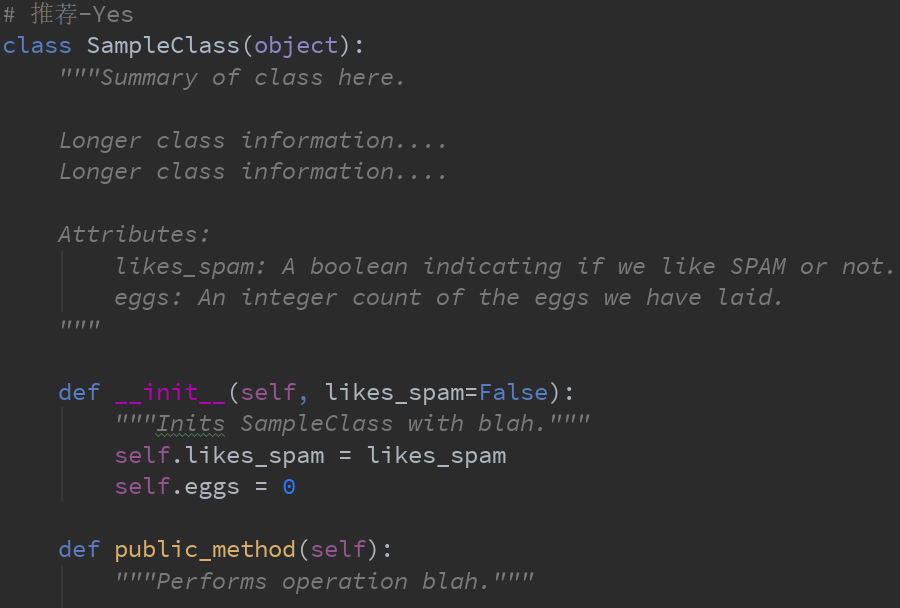 # 推荐-Yes
class SampleClass(object):
"""Summary of class here.
Longer class information....
Longer class information....
Attributes:
likes_spam: A boolean indicating if we like SPAM or not.
eggs: An integer count of the eggs we have laid.
"""
def __init__(self, likes_spam=False):
"""Inits SampleClass with blah."""
self.likes_spam = likes_spam
self.eggs = 0
def public_method(self):
"""Performs operation blah."""